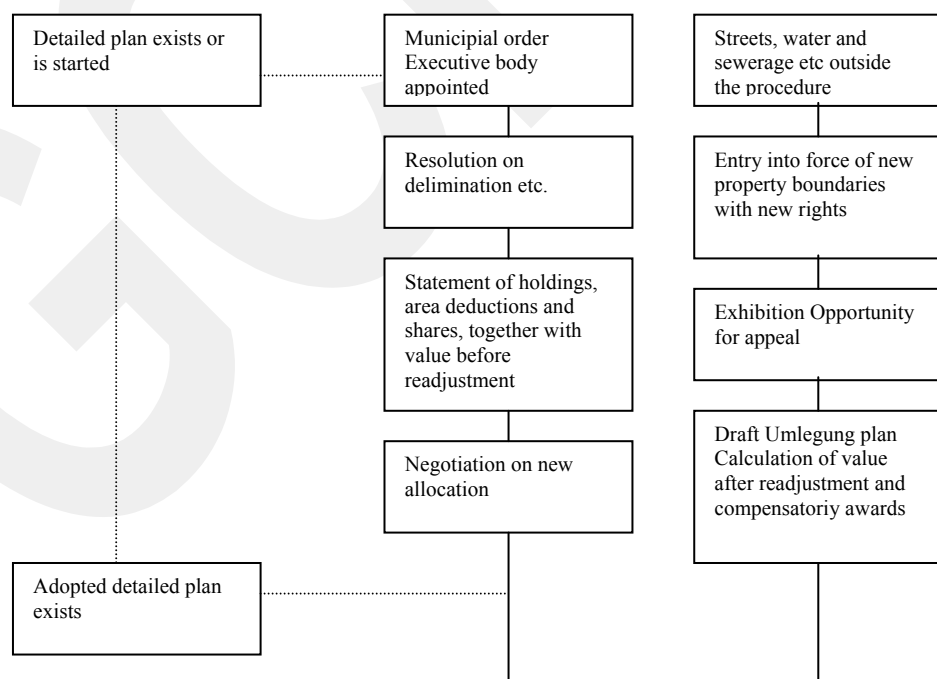 Detailed plan exists or
is started
Municipial order
Executive body
appointed
Streets, water and
sewerage etc outside
the procedure
Resolution on
delimination etc.
Entry into force of new
property boundaries
with new rights
Statement of holdings,
area deductions and
shares, together with
value before
readjustment
Exhibition Opportunity
for appeal
Negotiation on new
allocation
Draft Umlegung plan
Calculation of value
after readjustment and
compensatoriy awards
Adopted detailed plan
exists